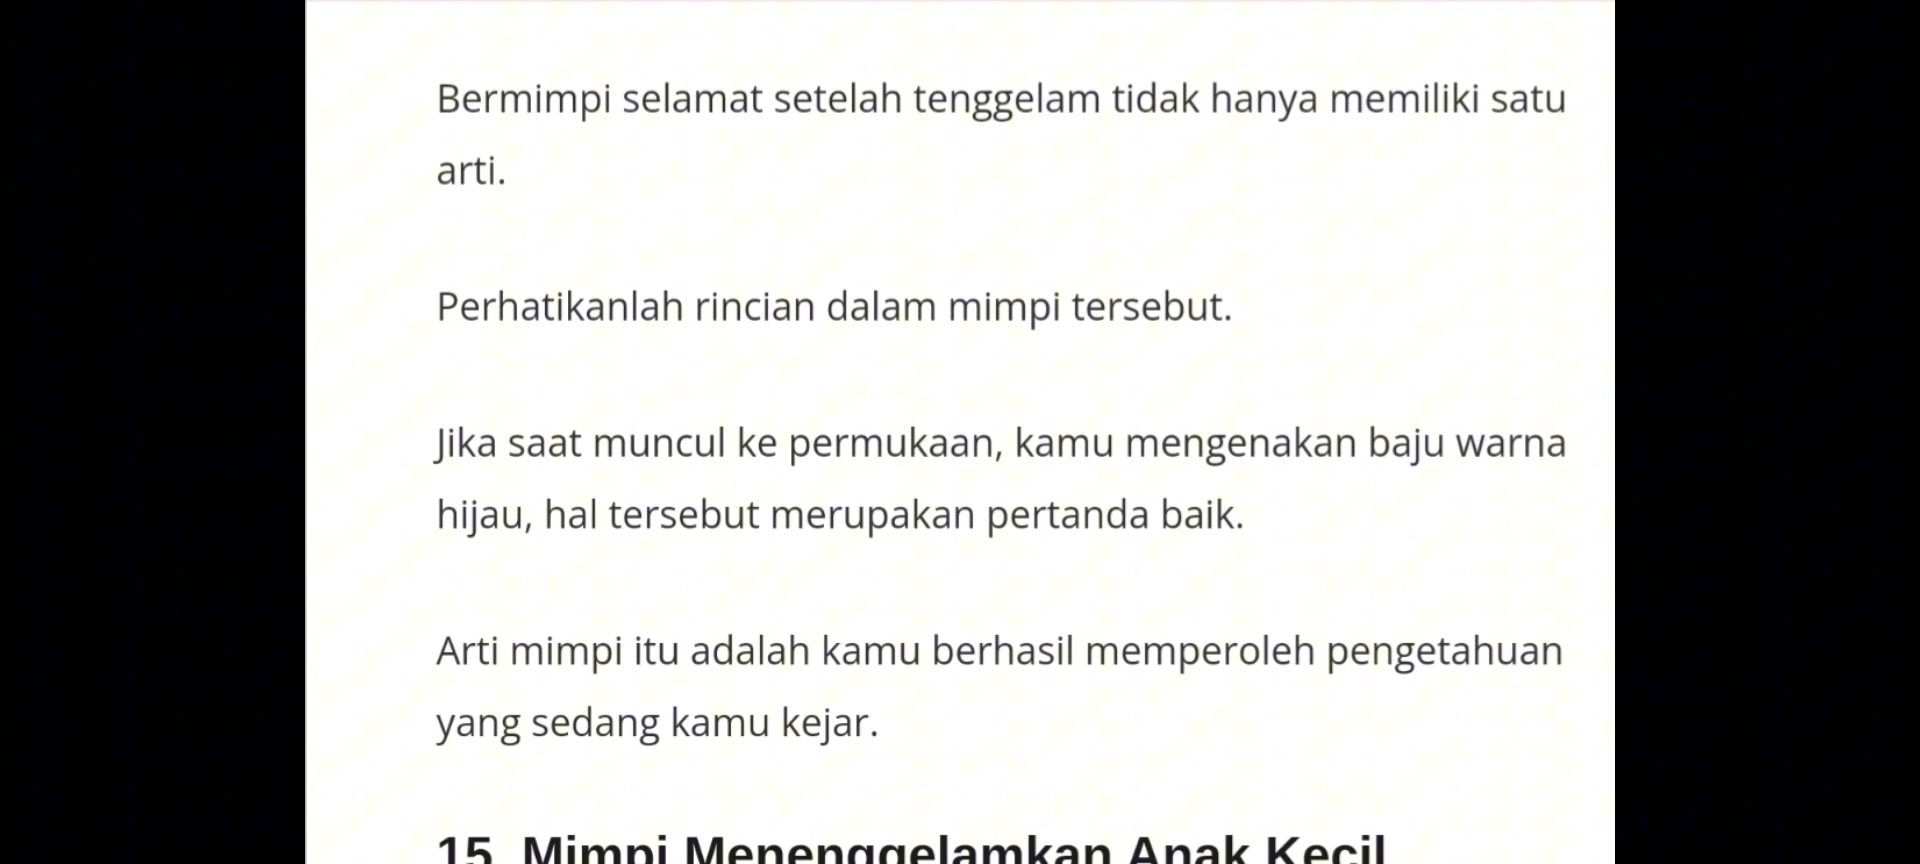 Bermimpi selamat setelah tenggelam tidak hanya memiliki satu
arti.
Perhatikanlah rincian dalam mimpi tersebut.
Jika saat muncul ke permukaan, kamu mengenakan baju warna
hijau, hal tersebut merupakan pertanda baik.
Arti mimpi itu adalah kamu berhasil memperoleh pengetahuan
yang sedang kamu kejar.
15. Mimpi Menenggelamkan Anak Kecil